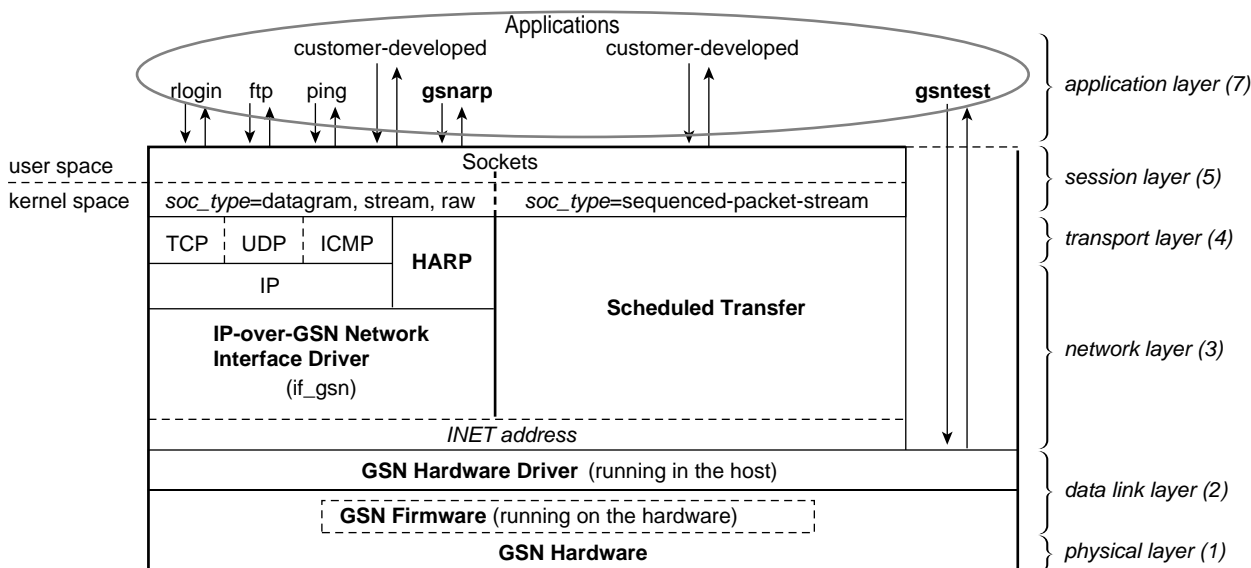 Applications
customer-developed customer-developed
rlogin ftp ping gsnarp gsntest
application layer (7)
user space
Sockets
session layer (5)
kernel space
soc_type=datagram, stream, raw soc_type=sequenced-packet-stream
TCP UDP ICMP
transport layer (4)
HARP
IP
Scheduled Transfer
IP-over-GSN Network
Interface Driver
(if_gsn)
network layer (3)
INET address
GSN Hardware Driver (running in the host)
data link layer (2)
GSN Firmware (running on the hardware)
GSN Hardware
physical layer (1)